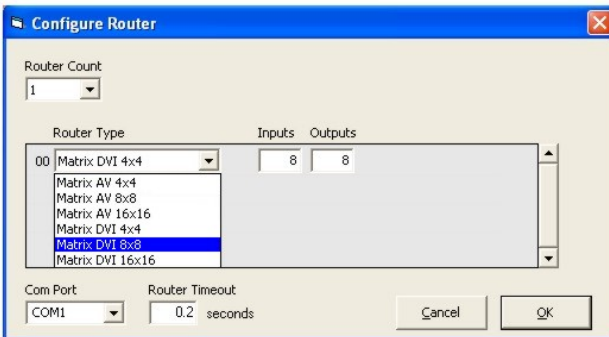 Configure Router
Router Count
1
Router Type Inputs Outputs
00 Matrix DVI 4x4 8 8
Matrix AV 4x4
Matrix AV 8x8
Matrix AV 16x16
Matrix DVI 4x4
Matrix DVI 8x8
Matrix DVI 16x16
Com Port Router Timeout
COM1 0.2 seconds Cancel OK